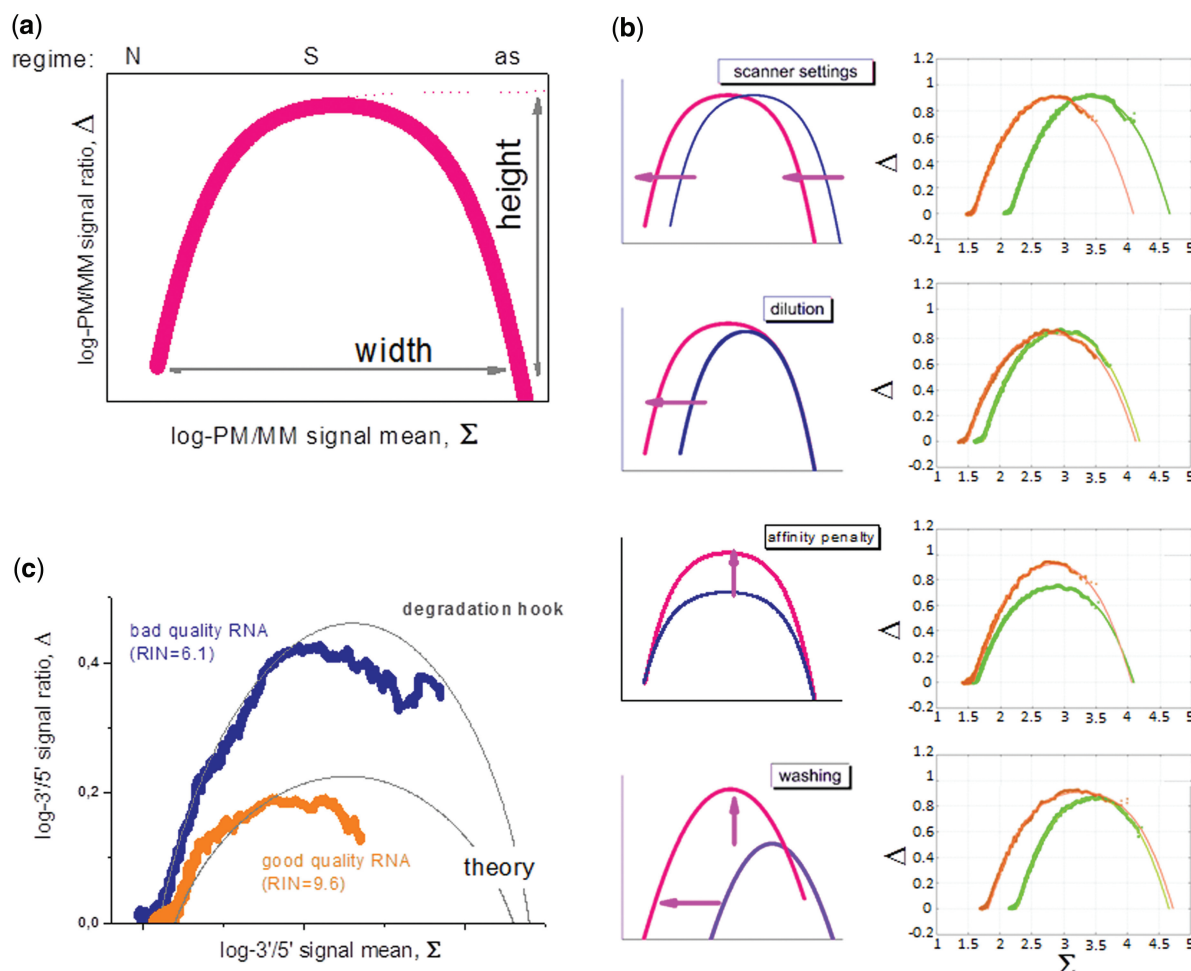 (a)
regime: N S as
log-PM/MM signal ratio, Δ
height
width
log-PM/MM signal mean, Σ
(b)
scanner settings
Δ
1.2
1
0.8
0.6
0.4
0.2
0
-0.2
1 1.5 2 2.5 3 3.5 4 4.5 5
dilution
Δ
1.2
1
0.8
0.6
0.4
0.2
0
-0.2
1 1.5 2 2.5 3 3.5 4 4.5 5
affinity penalty
Δ
1.2
1
0.8
0.6
0.4
0.2
0
-0.2
1 1.5 2 2.5 3 3.5 4 4.5 5
washing
Δ
1.2
1
0.8
0.6
0.4
0.2
0
-0.2
1 1.5 2 2.5 3 3.5 4 4.5 5
Σ
(c)
degradation hook
bad quality RNA
(RIN=6.1)
log-3'/5' signal ratio, Δ
0,4
0,2
0,0
good quality RNA
(RIN=9.6)
theory
log-3'/5' signal mean, Σ